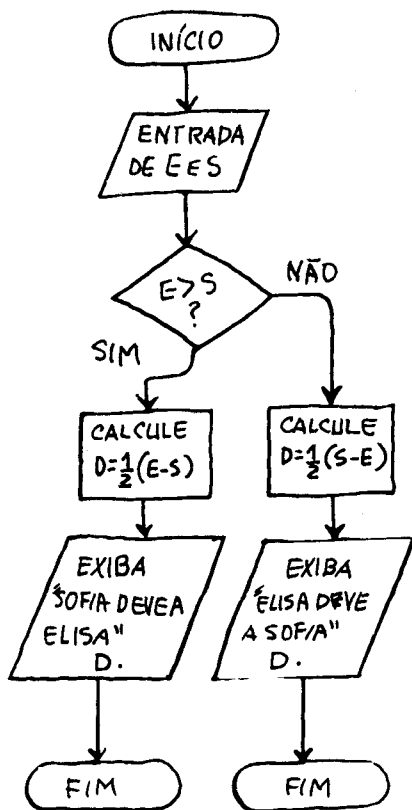 INÍCIO
ENTRADA
DE E e S
E > S
?
NÃO
SIM
CALCULE
D=½(E-S)
CALCULE
D=½(S-E)
EXIBA
"SOFIA DEVE A
ELISA"
D.
EXIBA
"ELISA DEVE
A SOFIA"
D.
FIM
FIM